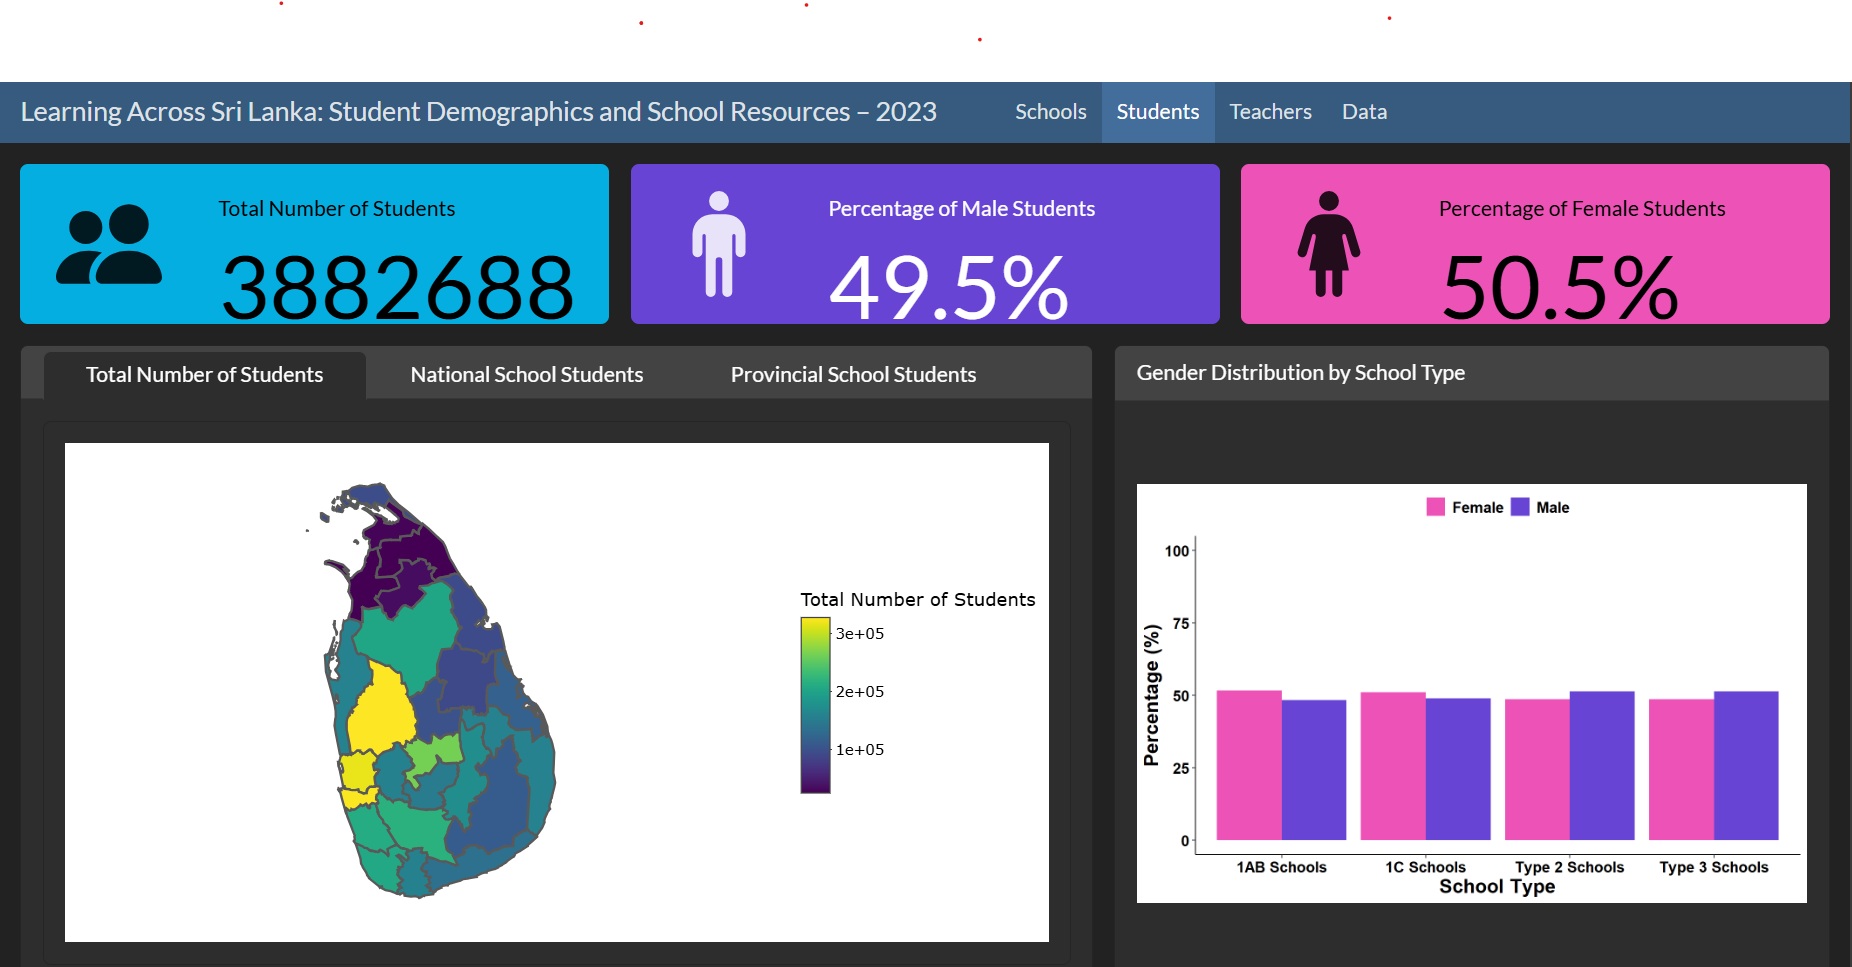 Learning Across Sri Lanka: Student Demographics and School Resources – 2023
Schools
Students
Teachers
Data
Total Number of Students
3882688
Percentage of Male Students
49.5%
Percentage of Female Students
50.5%
Total Number of Students
National School Students
Provincial School Students
Total Number of Students
3e+05
2e+05
1e+05
Gender Distribution by School Type
Female
Male
Percentage (%)
100
75
50
25
0
1AB Schools
1C Schools
Type 2 Schools
Type 3 Schools
School Type